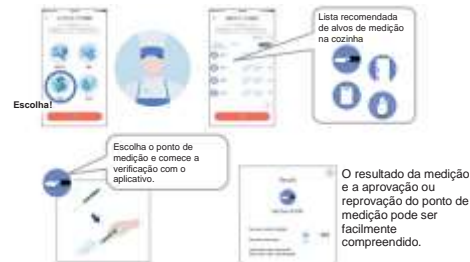 Lista recomendada
de alvos de medição
na cozinha
Escolha!
Escolha o ponto de
medição e comece a
verificação com o
aplicativo.
O resultado da medição
e a aprovação ou
reprovação do ponto de
medição pode ser
facilmente
compreendido.